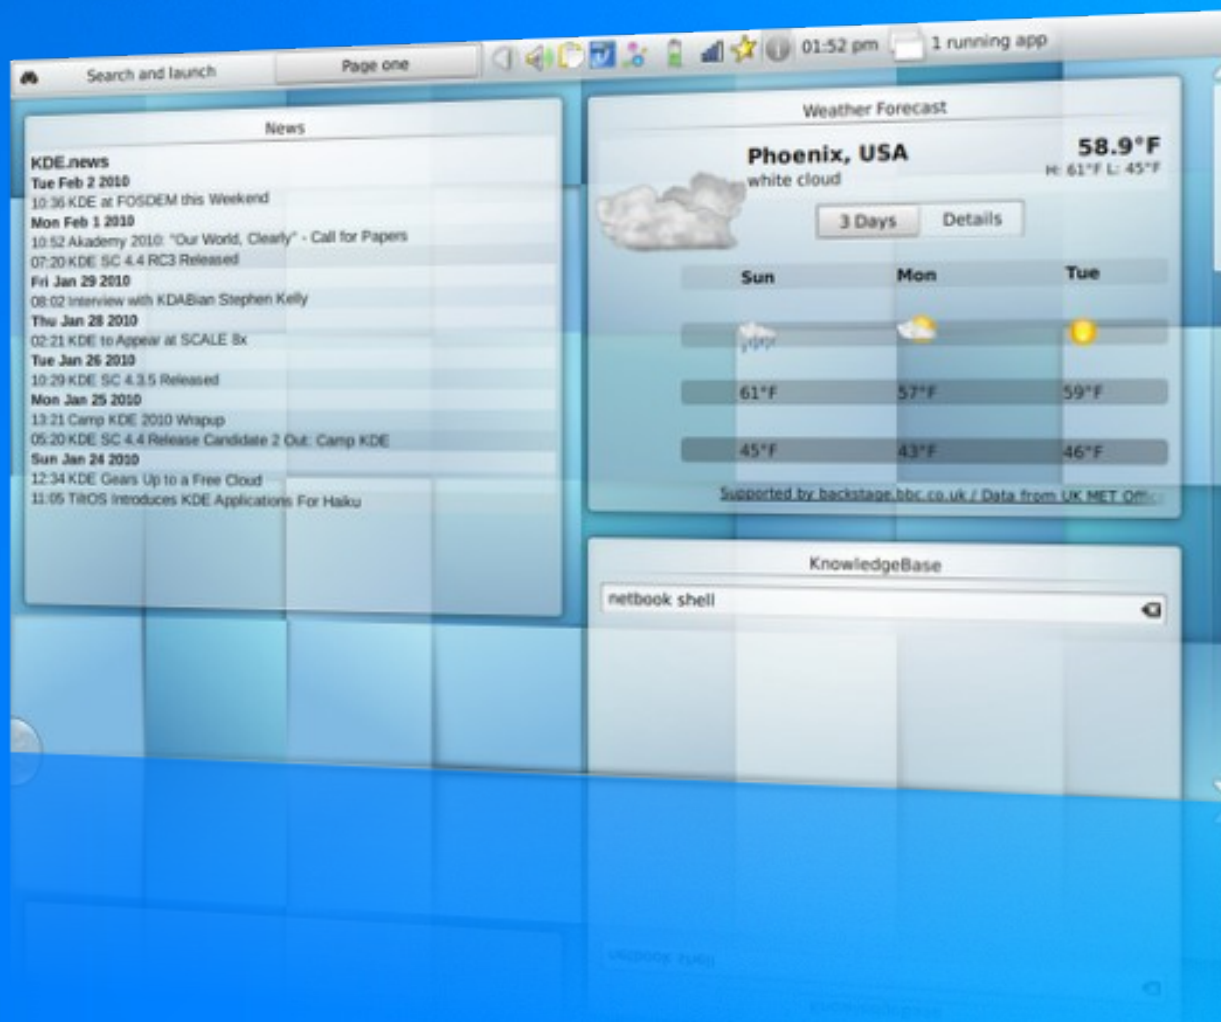 Search and launch
Page one
01:52 pm
1 running app
News
KDE.news
Tue Feb 2 2010
10:36 KDE at FOSDEM this Weekend
Mon Feb 1 2010
10:52 Akademy 2010: "Our World, Clearly" - Call for Papers
07:20 KDE SC 4.4 RC3 Released
Fri Jan 29 2010
08:02 Interview with KDABian Stephen Kelly
Thu Jan 28 2010
02:21 KDE to Appear at SCALE 8x
Tue Jan 26 2010
10:29 KDE SC 4.3.5 Released
Mon Jan 25 2010
13:21 Camp KDE 2010 Wrapup
05:20 KDE SC 4.4 Release Candidate 2 Out: Camp KDE
Sun Jan 24 2010
12:34 KDE Gears Up to a Free Cloud
11:05 TiltOS Introduces KDE Applications For Haiku
Weather Forecast
Phoenix, USA
58.9°F
white cloud
H: 61°F L: 45°F
3 Days
Details
Sun Mon Tue
61°F 57°F 59°F
45°F 43°F 46°F
Supported by backstage.bbc.co.uk / Data from UK MET Offic
KnowledgeBase
netbook shell
netbook shell
KnowledgeBase